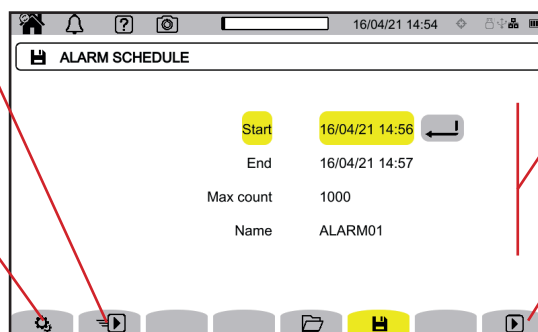 16/04/21 14:54
ALARM SCHEDULE
Start 16/04/21 14:56
End 16/04/21 14:57
Max count 1000
Name ALARM01